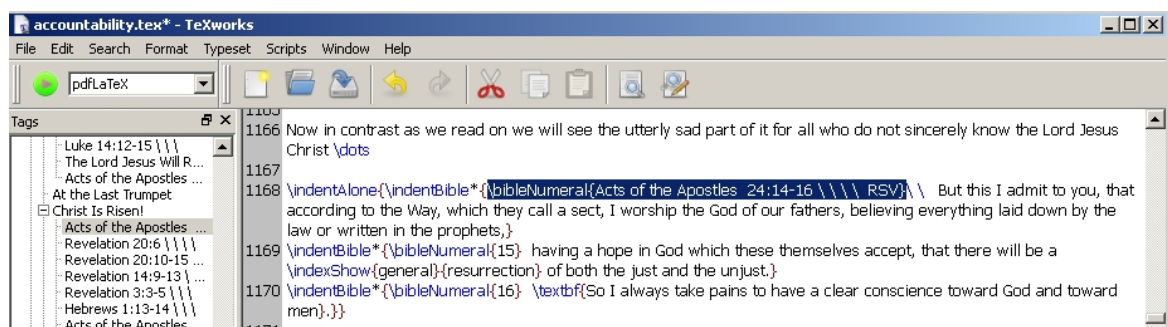 accountability.tex* - TeXworks
File Edit Search Format Typeset Scripts Window Help
pdfLaTeX
Tags
Luke 14:12-15 \ \ \
The Lord Jesus Will R...
Acts of the Apostles ...
At the Last Trumpet
Christ Is Risen!
Acts of the Apostles ...
Revelation 20:6 \ \ \ \
Revelation 20:10-15 ...
Revelation 14:9-13 \ ...
Revelation 3:3-5 \ \ \
Hebrews 1:13-14 \ \ \
Acts of the Apostles
1165
1166 Now in contrast as we read on we will see the utterly sad part of it for all who do not sincerely know the Lord Jesus
Christ \dots
1167
1168 \indentAlone{\indentBible*{\bibleNumeral{Acts of the Apostles 24:14-16 \ \ \ \ RSV}\ \ But this I admit to you, that
according to the Way, which they call a sect, I worship the God of our fathers, believing everything laid down by the
law or written in the prophets,}
1169 \indentBible*{\bibleNumeral{15} having a hope in God which these themselves accept, that there will be a
\indexShow{general}{resurrection} of both the just and the unjust.}
1170 \indentBible*{\bibleNumeral{16} \textbf{So I always take pains to have a clear conscience toward God and toward
men}.}}